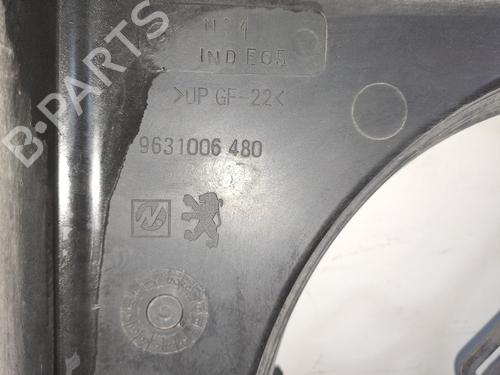 IND E05
>UP GF-22<
9631006 480
B-PARTS